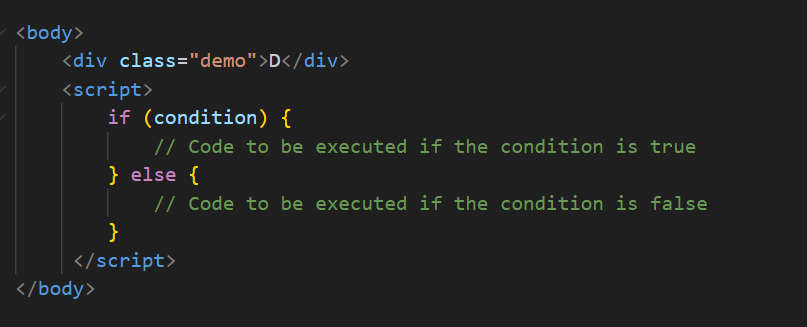 <body>
<div class="demo">D</div>
<script>
if (condition) {
// Code to be executed if the condition is true
} else {
// Code to be executed if the condition is false
}
</script>
</body>